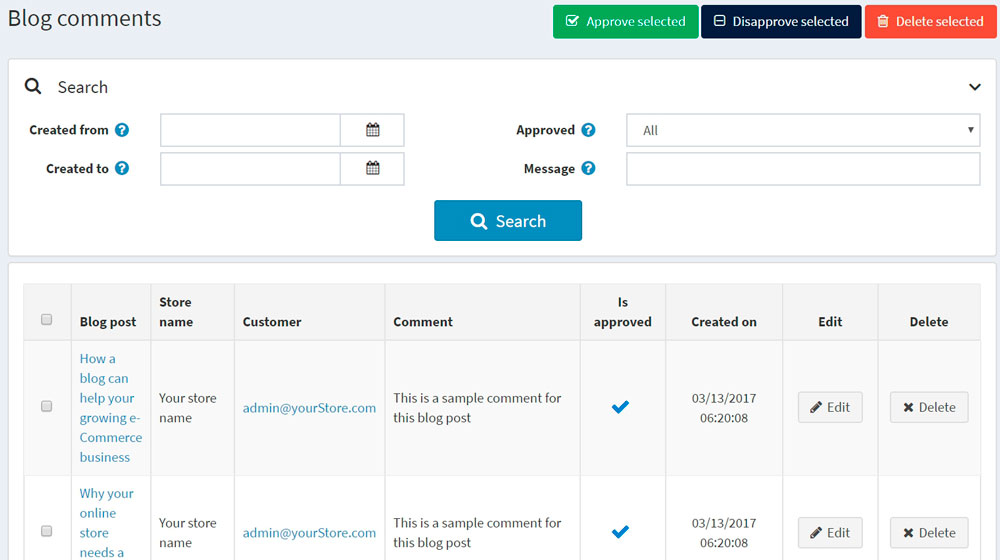 Blog comments
Approve selected
Disapprove selected
Delete selected
Search
Created from ?
Approved ?
All
Created to ?
Message ?
Search
Blog post
Store
name
Customer
Comment
Is
approved
Created on
Edit
Delete
How a
blog can
help your
growing e-
Commerce
business
Your store
name
admin@yourStore.com
This is a sample comment for
this blog post
03/13/2017
06:20:08
Edit
Delete
Why your
online
store
needs a
Your store
name
admin@yourStore.com
This is a sample comment for
this blog post
03/13/2017
06:20:08
Edit
Delete